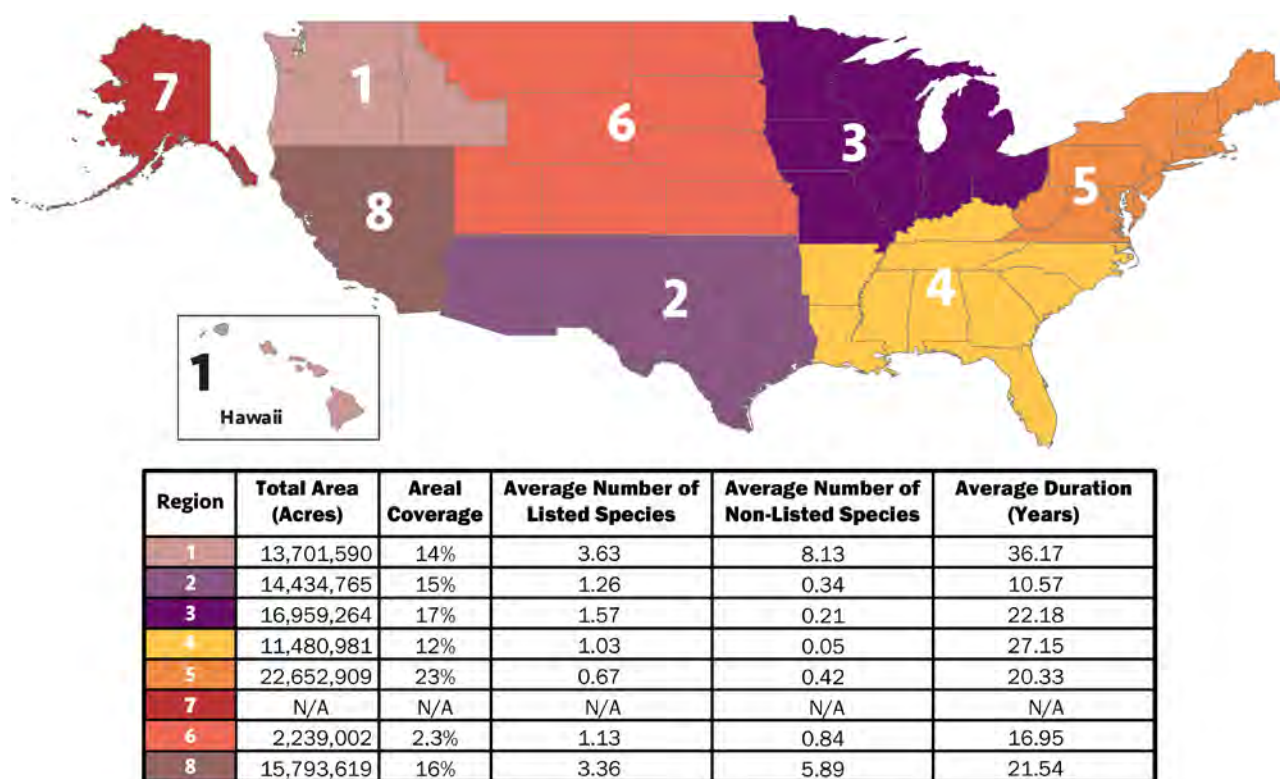 7
1
6
3
5
8
2
4
1
Hawaii
Region Total Area (Acres) Areal Coverage Average Number of Listed Species Average Number of Non-Listed Species Average Duration (Years)
1 13,701,590 14% 3.63 8.13 36.17
2 14,434,765 15% 1.26 0.34 10.57
3 16,959,264 17% 1.57 0.21 22.18
4 11,480,981 12% 1.03 0.05 27.15
5 22,652,909 23% 0.67 0.42 20.33
7 N/A N/A N/A N/A N/A
6 2,239,002 2.3% 1.13 0.84 16.95
8 15,793,619 16% 3.36 5.89 21.54